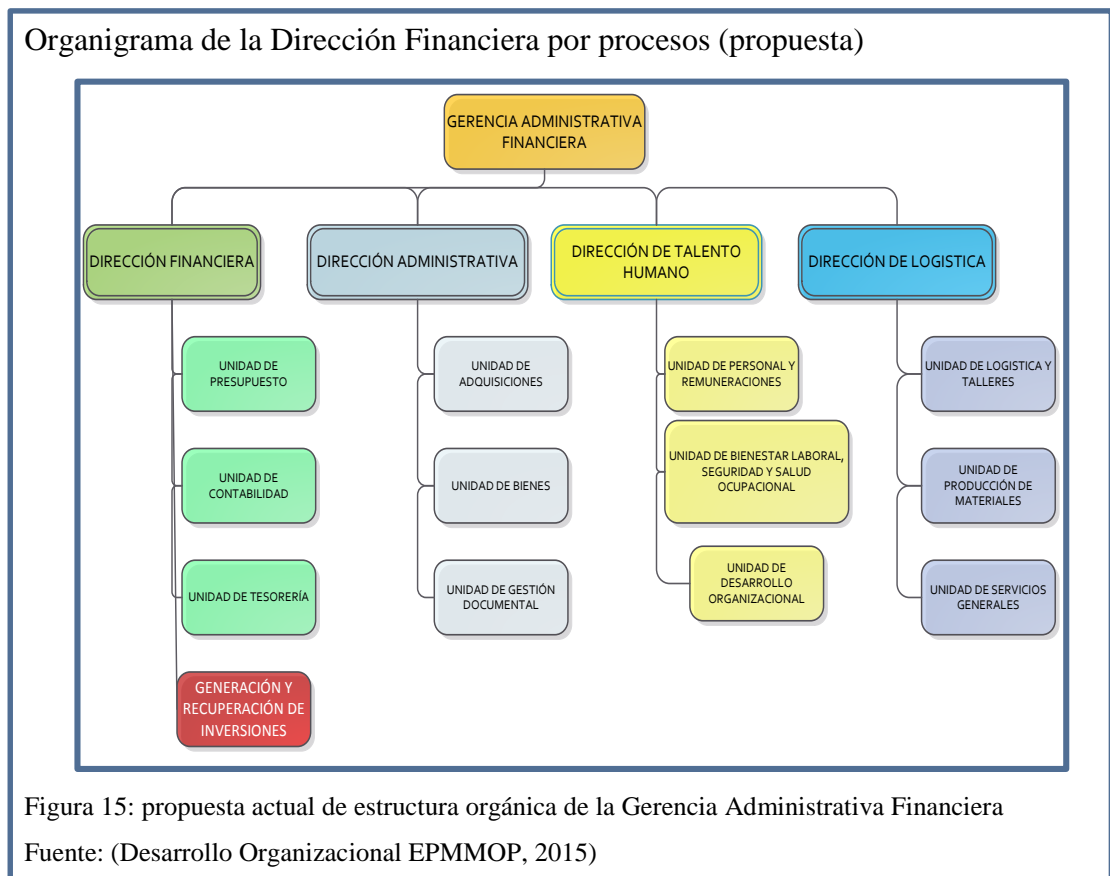 Organigrama de la Dirección Financiera por procesos (propuesta)
GERENCIA ADMINISTRATIVA
FINANCIERA
DIRECCIÓN FINANCIERA
DIRECCIÓN ADMINISTRATIVA
DIRECCIÓN DE TALENTO
HUMANO
DIRECCIÓN DE LOGISTICA
UNIDAD DE
PRESUPUESTO
UNIDAD DE
CONTABILIDAD
UNIDAD DE TESORERÍA
GENERACIÓN Y
RECUPERACIÓN DE
INVERSIONES
UNIDAD DE
ADQUISICIONES
UNIDAD DE BIENES
UNIDAD DE GESTIÓN
DOCUMENTAL
UNIDAD DE PERSONAL Y
REMUNERACIONES
UNIDAD DE BIENESTAR LABORAL,
SEGURIDAD Y SALUD
OCUPACIONAL
UNIDAD DE
DESARROLLO
ORGANIZACIONAL
UNIDAD DE LOGISTICA Y
TALLERES
UNIDAD DE
PRODUCCIÓN DE
MATERIALES
UNIDAD DE SERVICIOS
GENERALES
Figura 15: propuesta actual de estructura orgánica de la Gerencia Administrativa Financiera
Fuente: (Desarrollo Organizacional EPMMOP, 2015)